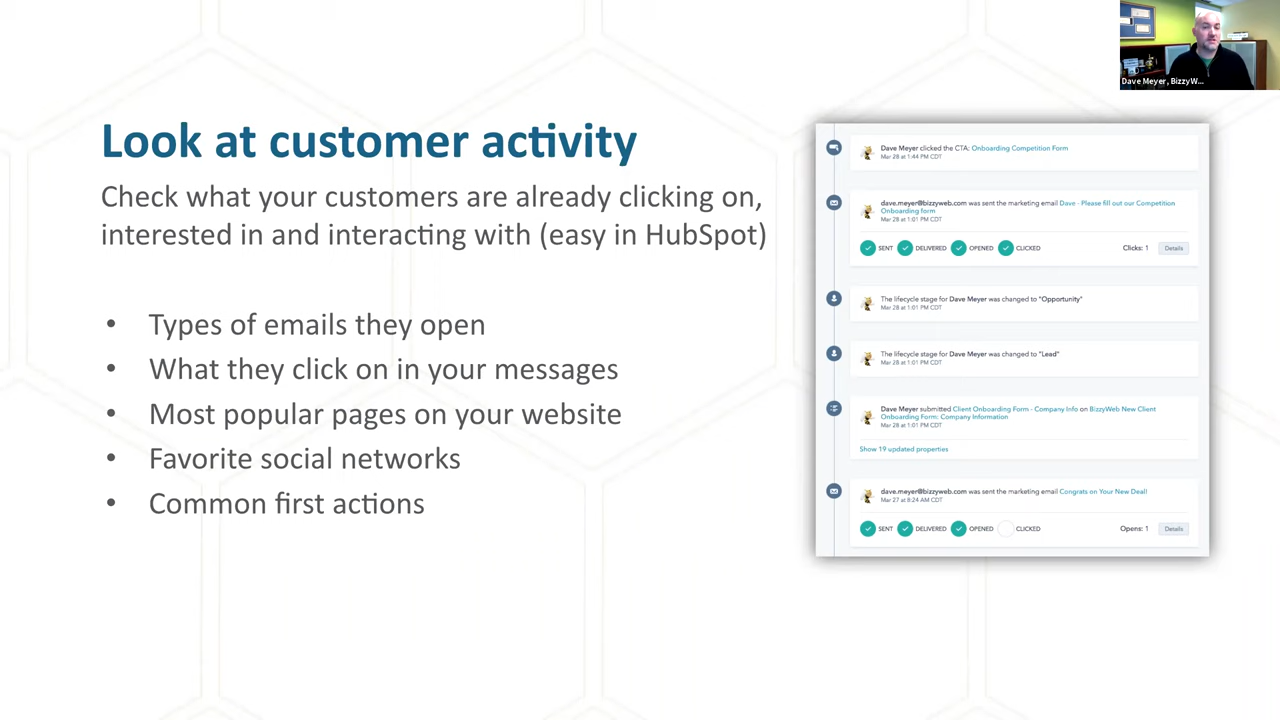 Dave Meyer, BizzyW...
Look at customer activity
Check what your customers are already clicking on,
interested in and interacting with (easy in HubSpot)
• Types of emails they open
• What they click on in your messages
• Most popular pages on your website
• Favorite social networks
• Common first actions
Dave Meyer clicked the CTA: Onboarding Competition Form
Mar 28 at 1:44 PM CDT
dave.meyer@bizzyweb.com was sent the marketing email Dave - Please fill out our Competition
Onboarding form
Mar 28 at 1:01 PM CDT
SENT DELIVERED OPENED CLICKED Clicks: 1 Details
The lifecycle stage for Dave Meyer was changed to "Opportunity"
Mar 28 at 1:01 PM CDT
The lifecycle stage for Dave Meyer was changed to "Lead"
Mar 28 at 1:01 PM CDT
Dave Meyer submitted Client Onboarding Form - Company Info on BizzyWeb New Client
Onboarding Form: Company Information
Mar 28 at 1:01 PM CDT
Show 19 updated properties
dave.meyer@bizzyweb.com was sent the marketing email Congrats on Your New Deal!
Mar 27 at 8:24 AM CDT
SENT DELIVERED OPENED CLICKED Opens: 1 Details